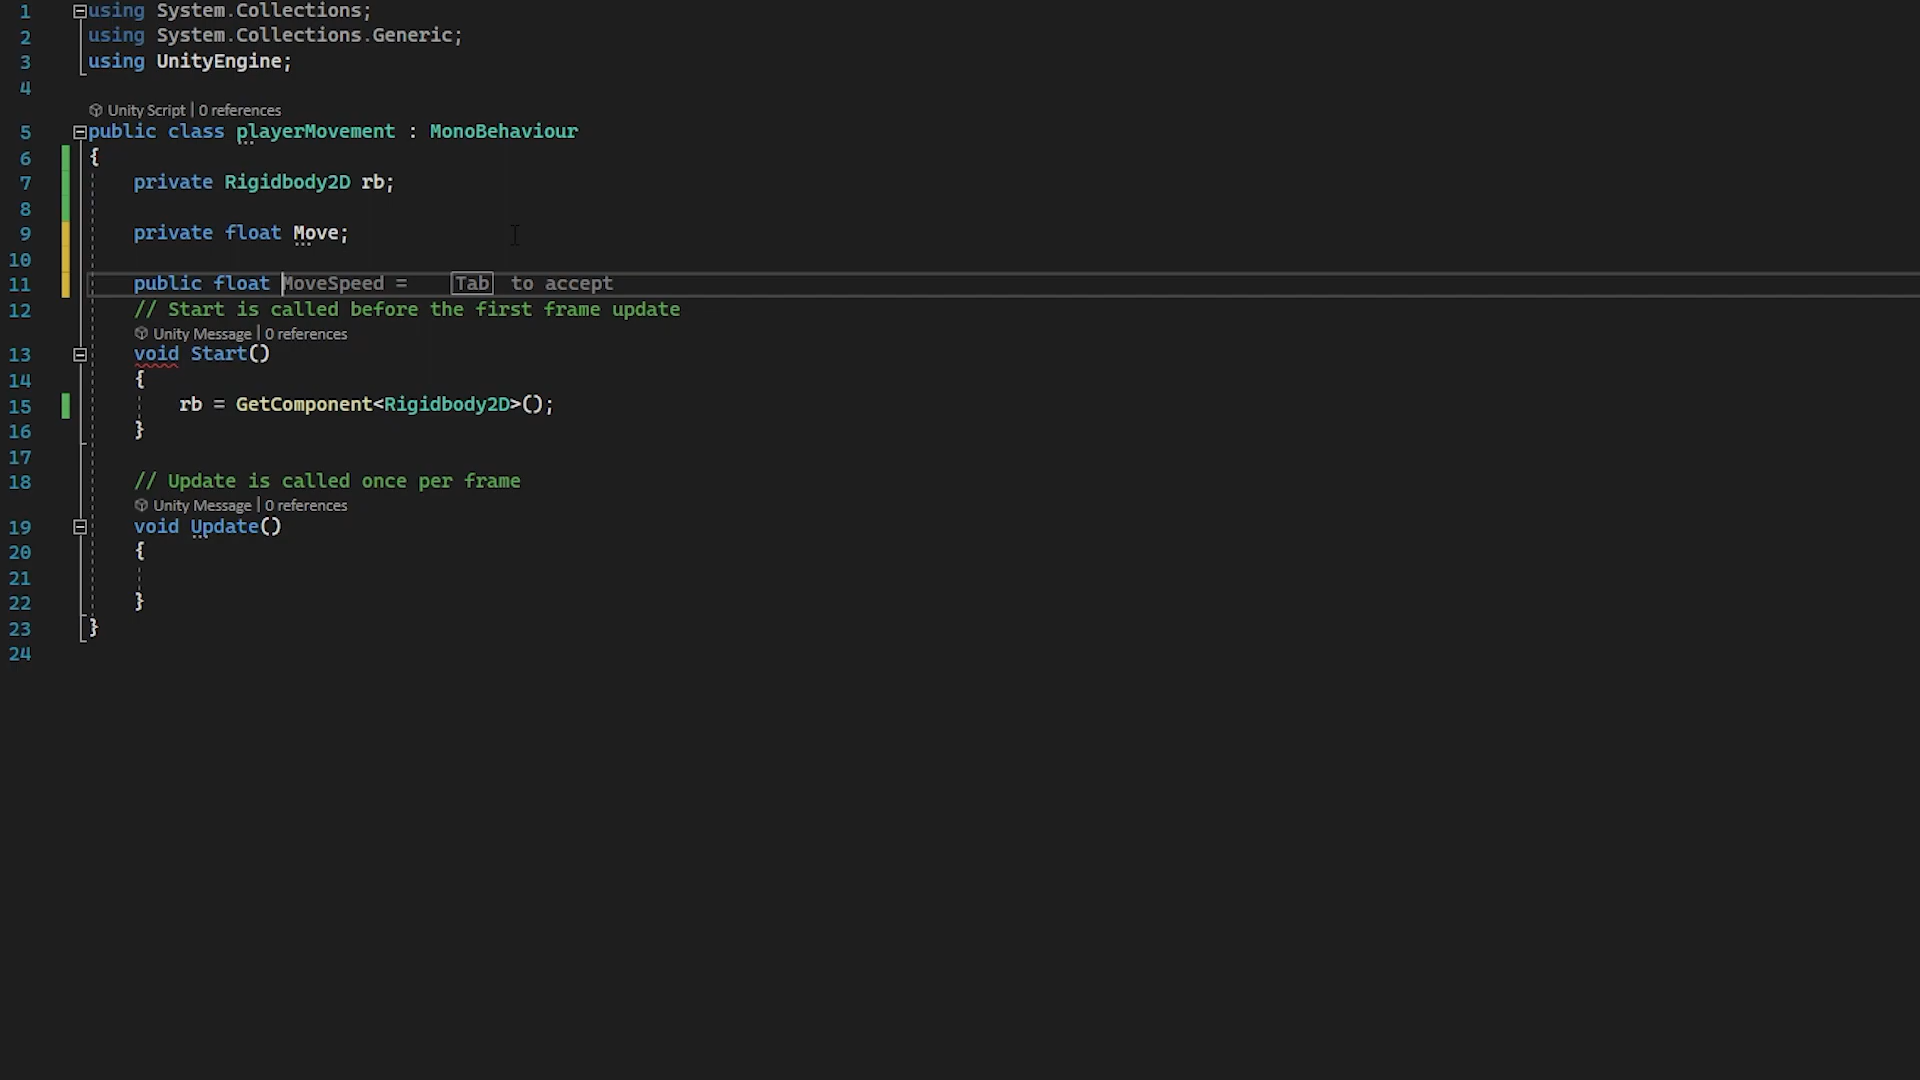 1 using System.Collections;
2 using System.Collections.Generic;
3 using UnityEngine;
4
Unity Script | 0 references
5 public class playerMovement : MonoBehaviour
6 {
7 private Rigidbody2D rb;
8
9 private float Move;
10
11 public float MoveSpeed = Tab to accept
12 // Start is called before the first frame update
Unity Message | 0 references
13 void Start()
14 {
15 rb = GetComponent<Rigidbody2D>();
16 }
17
18 // Update is called once per frame
Unity Message | 0 references
19 void Update()
20 {
21
22 }
23 }
24